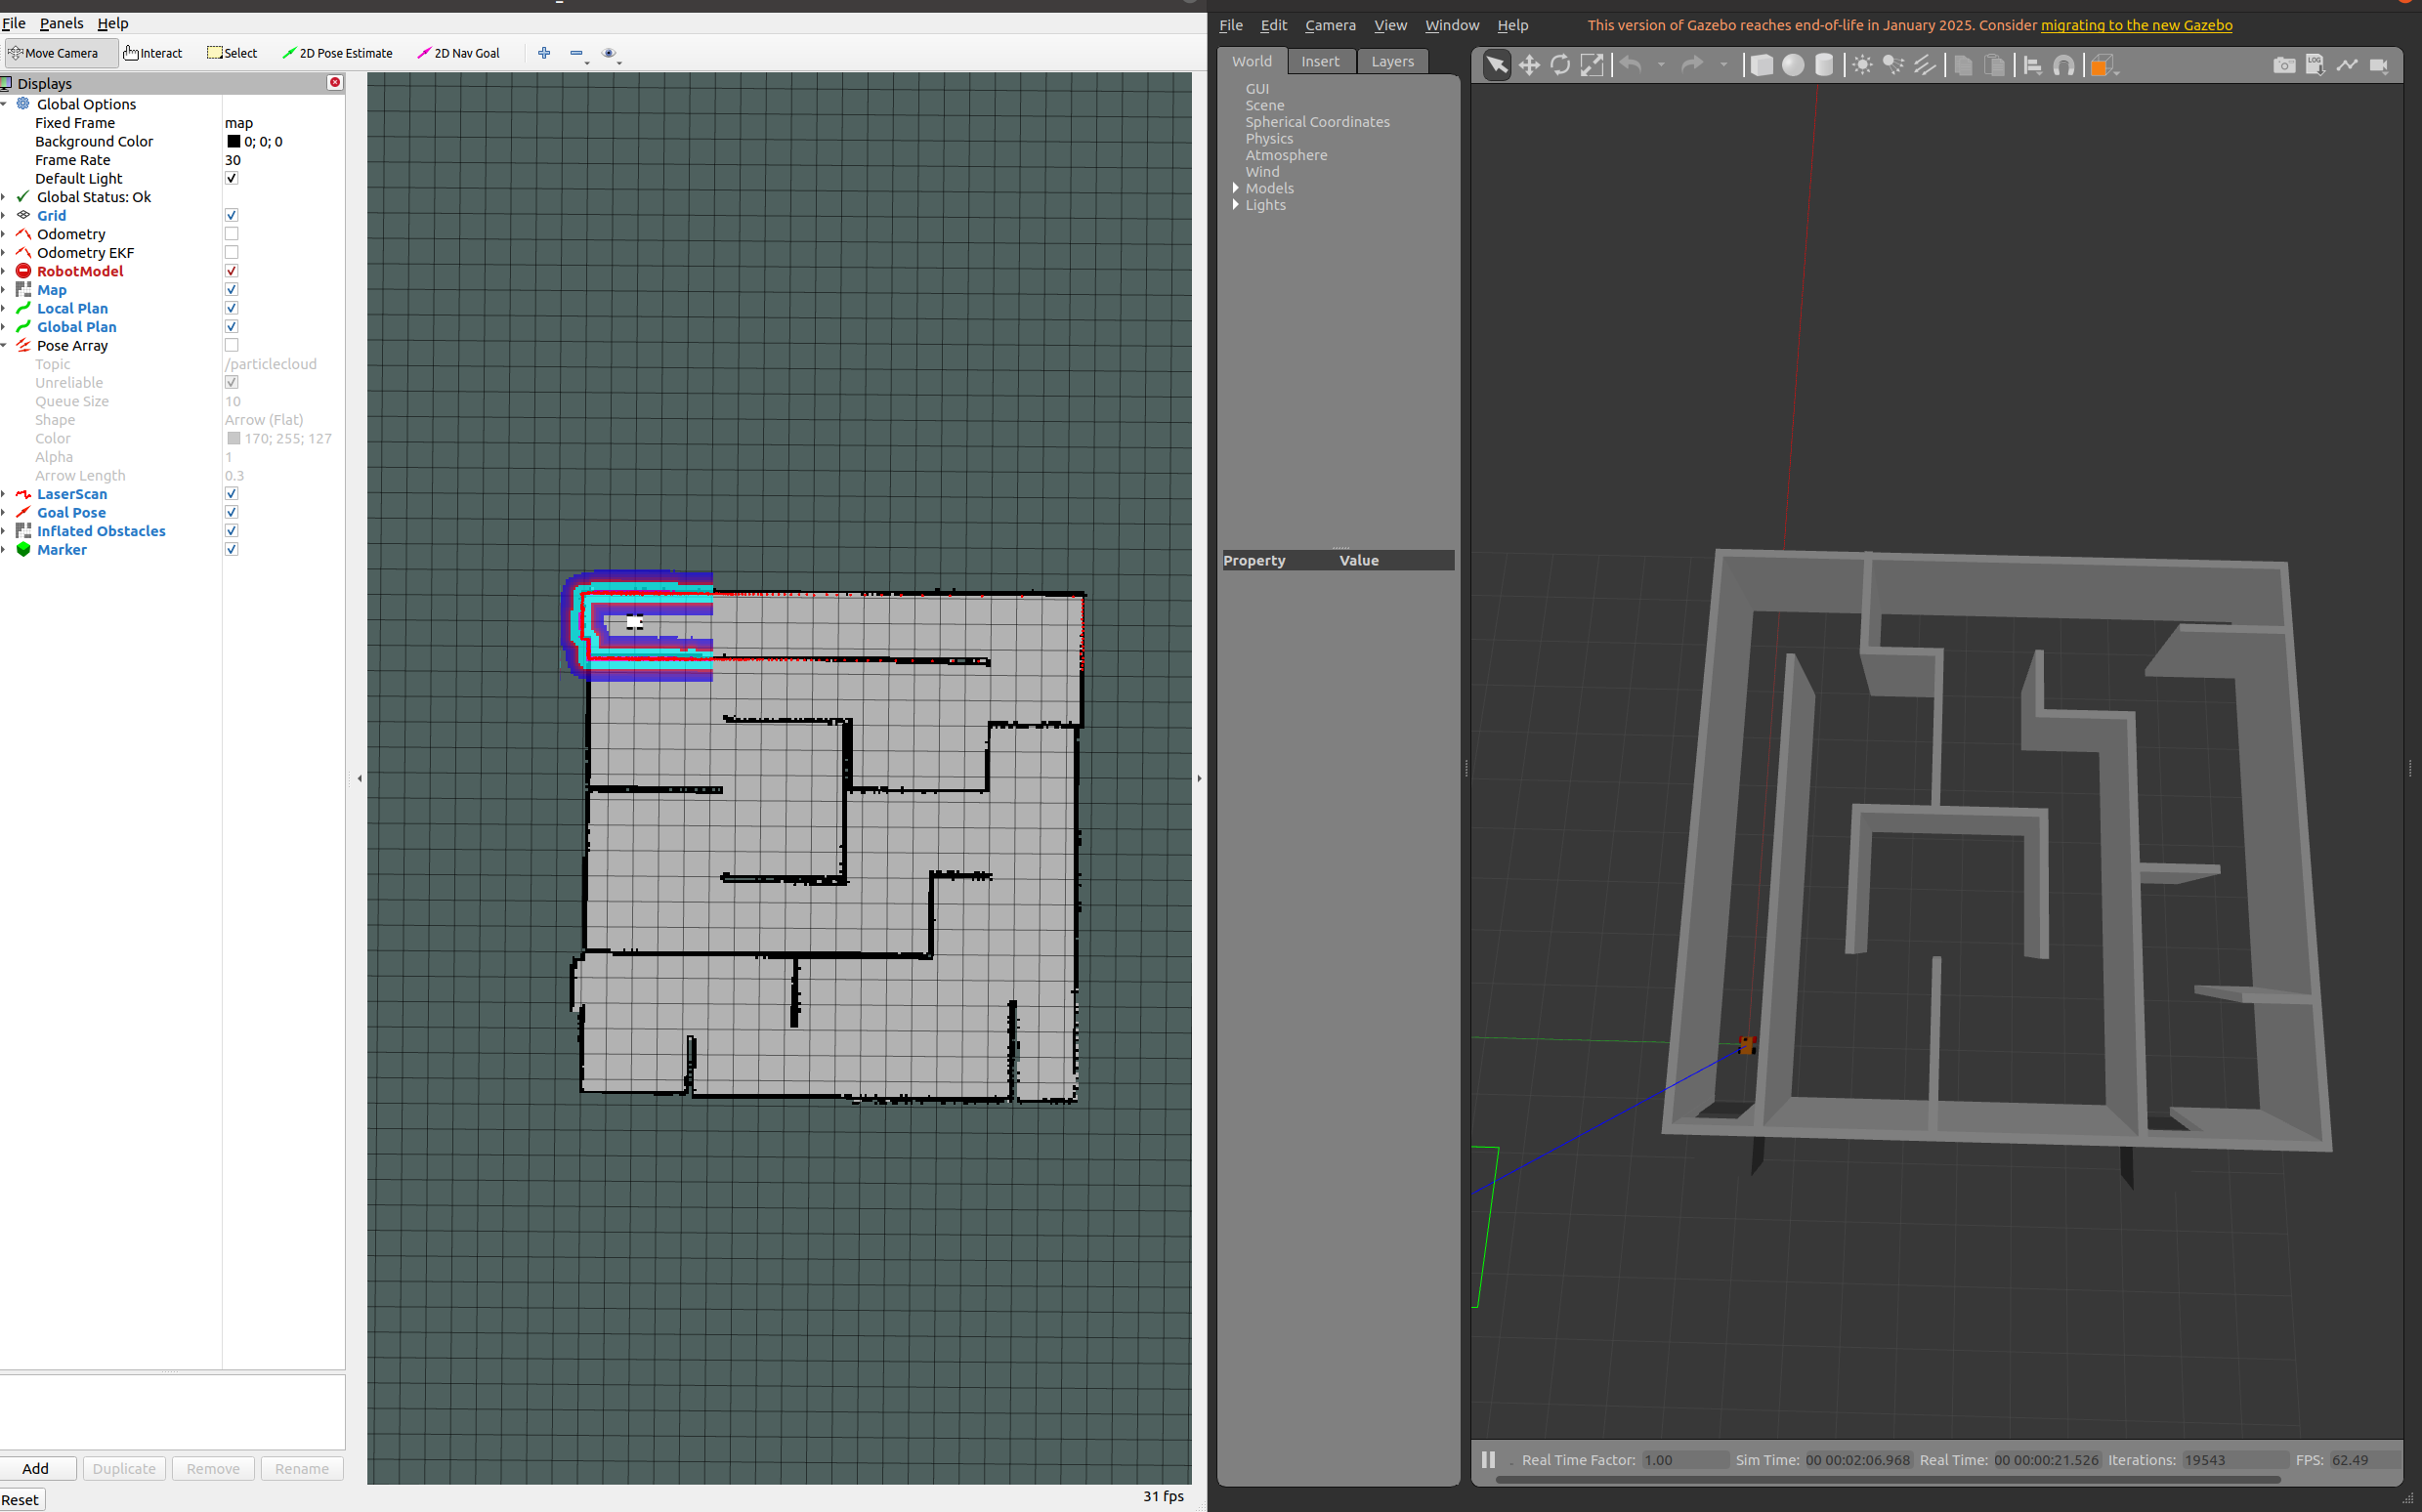 File Panels Help
Move Camera Interact Select 2D Pose Estimate 2D Nav Goal
Displays
Global Options
Fixed Frame map
Background Color 0; 0; 0
Frame Rate 30
Default Light
Global Status: Ok
Grid
Odometry
Odometry EKF
RobotModel
Map
Local Plan
Global Plan
Pose Array
Topic /particlecloud
Unreliable
Queue Size 10
Shape Arrow (Flat)
Color 170; 255; 127
Alpha 1
Arrow Length 0.3
LaserScan
Goal Pose
Inflated Obstacles
Marker
Add Duplicate Remove Rename
Reset
31 fps
File Edit Camera View Window Help This version of Gazebo reaches end-of-life in January 2025. Consider migrating to the new Gazebo
World Insert Layers
LOG
GUI
Scene
Spherical Coordinates
Physics
Atmosphere
Wind
Models
Lights
Property Value
Real Time Factor: 1.00 Sim Time: 00 00:02:06.968 Real Time: 00 00:00:21.526 Iterations: 19543 FPS: 62.49